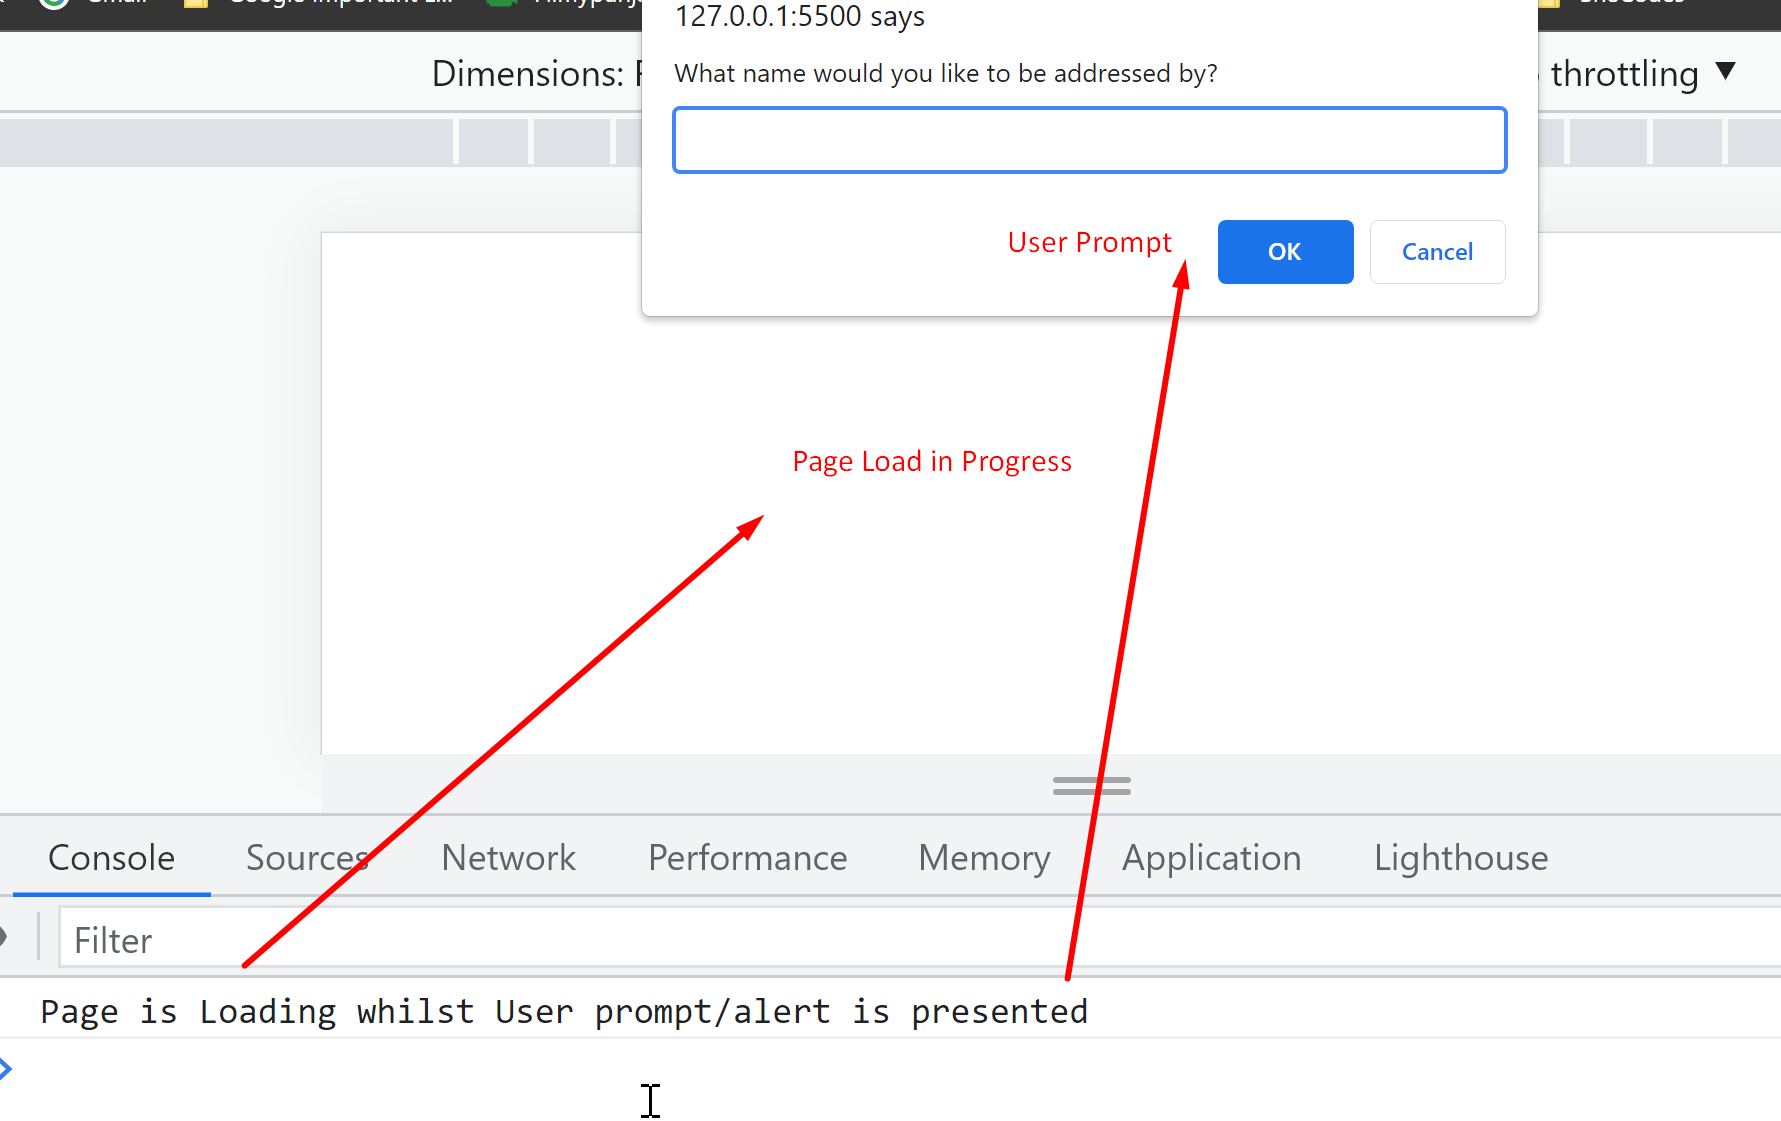 127.0.0.1:5500 says
Dimensions:
throttling
What name would you like to be addressed by?
User Prompt
OK
Cancel
Page Load in Progress
Console
Sources
Network
Performance
Memory
Application
Lighthouse
Filter
Page is Loading whilst User prompt/alert is presented